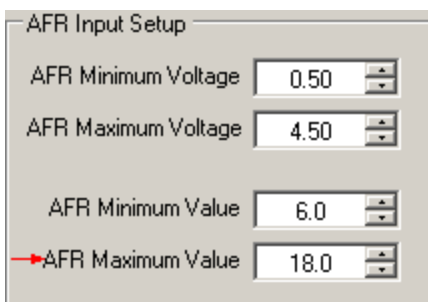 AFR Input Setup
AFR Minimum Voltage 0.50
AFR Maximum Voltage 4.50
AFR Minimum Value 6.0
AFR Maximum Value 18.0